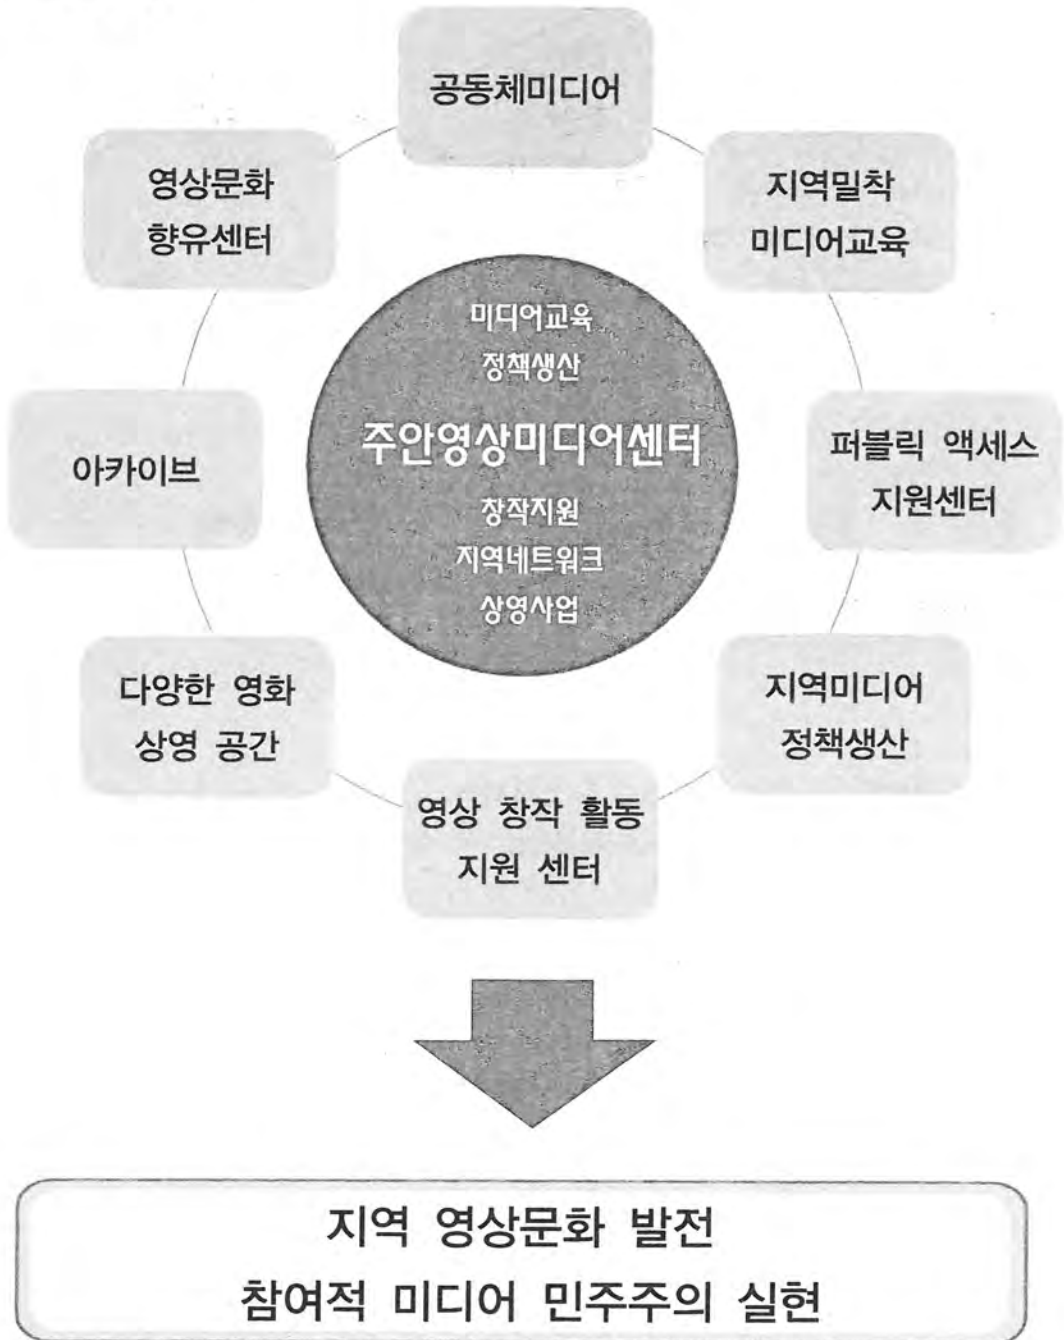 공동체미디어
영상문화
향유센터
지역밀착
미디어교육
미디어교육
정책생산
주안영상미디어센터
창작지원
지역네트워크
상영사업
아카이브
퍼블릭 액세스
지원센터
다양한 영화
상영 공간
지역미디어
정책생산
영상 창작 활동
지원 센터
지역 영상문화 발전
참여적 미디어 민주주의 실현